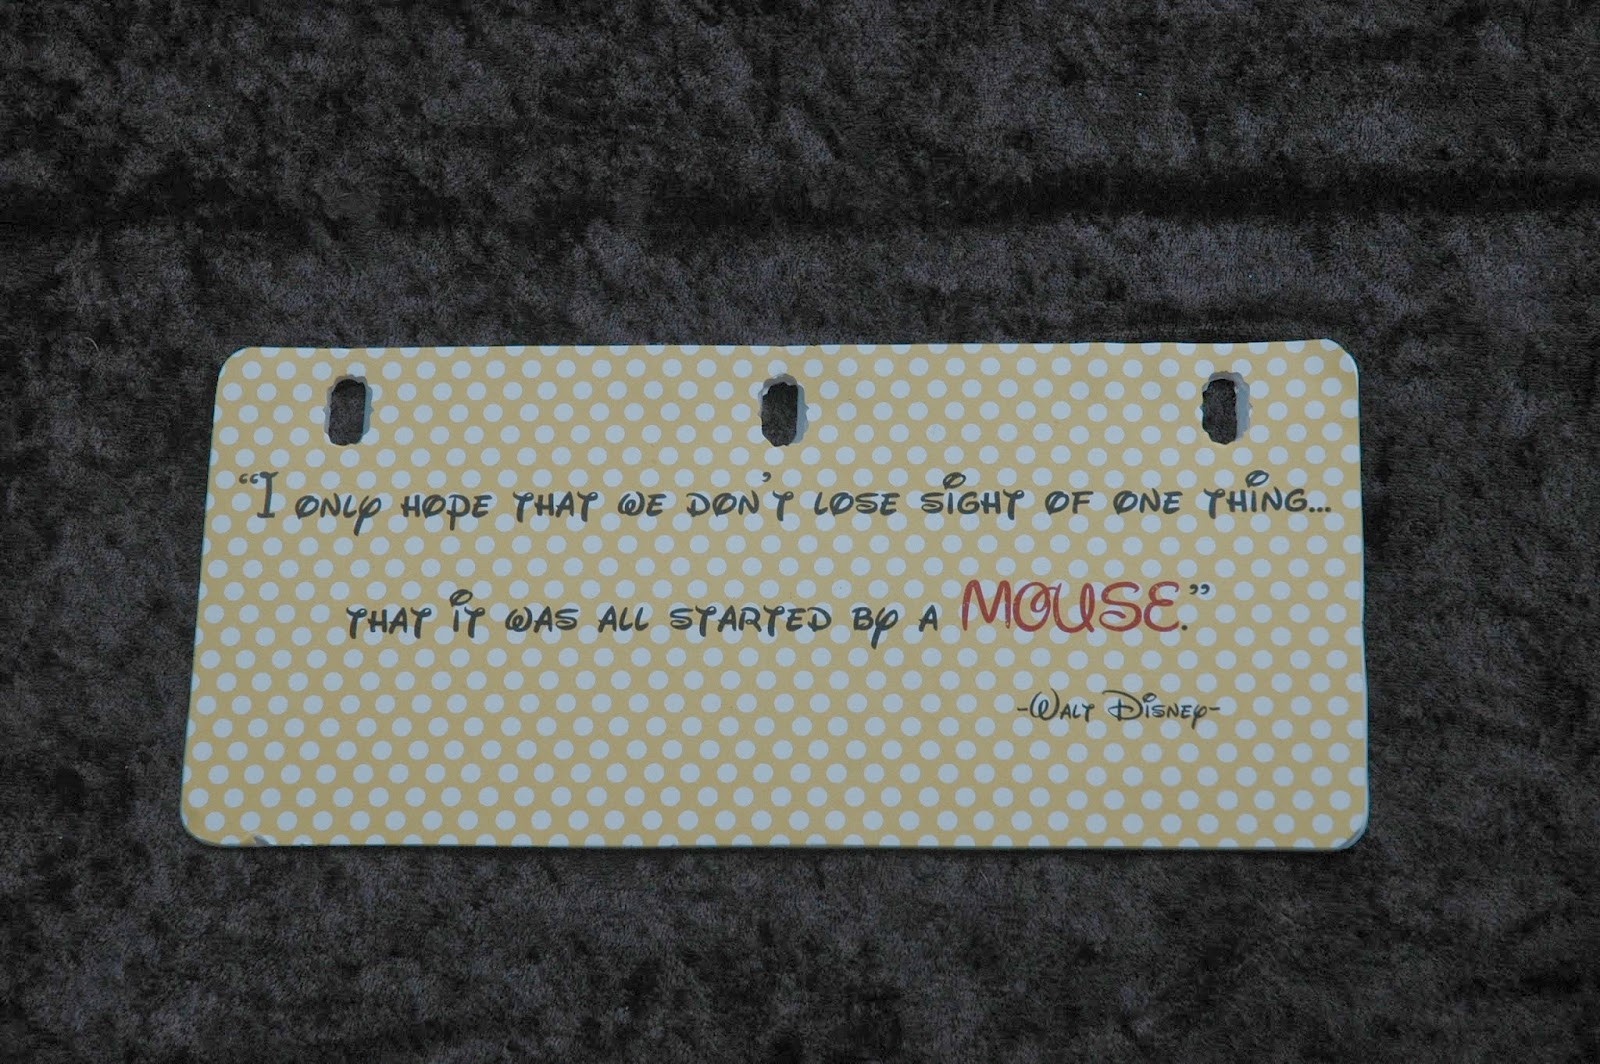 “I only hope that we don't lose sight of one thing...
that it was all started by a MOUSE.”
-Walt Disney-